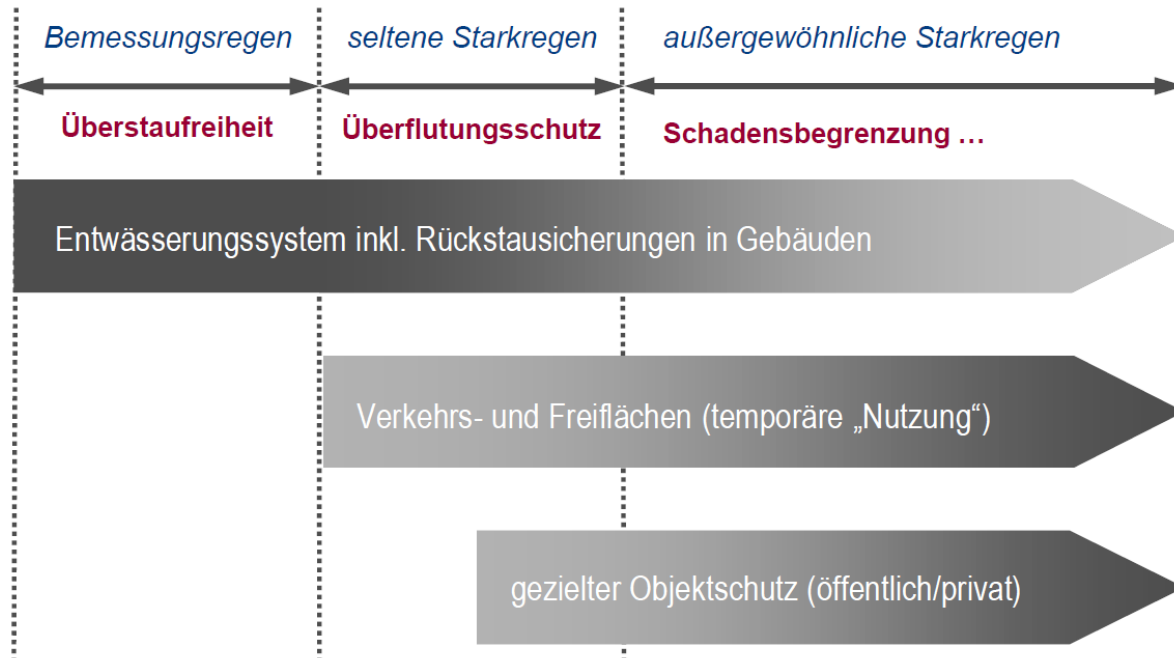 Bemessungsregen
seltene Starkregen
außergewöhnliche Starkregen
Überstaufreiheit
Überflutungsschutz
Schadensbegrenzung ...
Entwässerungssystem inkl. Rückstausicherungen in Gebäuden
Verkehrs- und Freiflächen (temporäre „Nutzung“)
gezielter Objektschutz (öffentlich/privat)